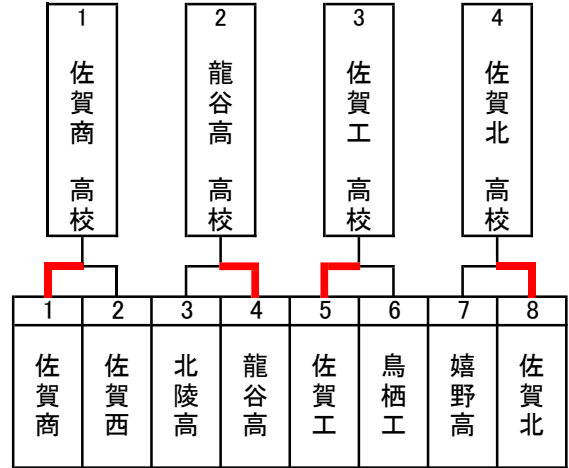 1
佐賀商 高校
2
龍谷高 高校
3
佐賀工 高校
4
佐賀北 高校
1
2
3
4
5
6
7
8
佐賀商
佐賀西
北陵高
龍谷高
佐賀工
鳥栖工
嬉野高
佐賀北